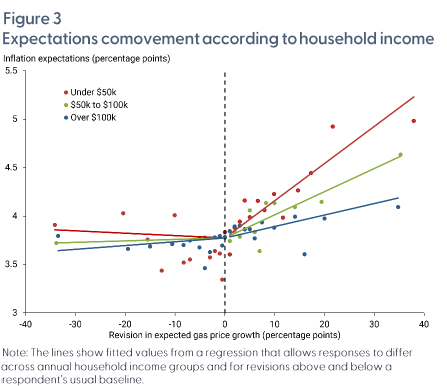 Figure 3
Expectations comovement according to household income
Inflation expectations (percentage points)
5.5
5
4.5
4
3.5
3
Under $50k
$50k to $100k
Over $100k
-40 -30 -20 -10 0 10 20 30 40
Revision in expected gas price growth (percentage points)
Note: The lines show fitted values from a regression that allows responses to differ
across annual household income groups and for revisions above and below a
respondent's usual baseline.